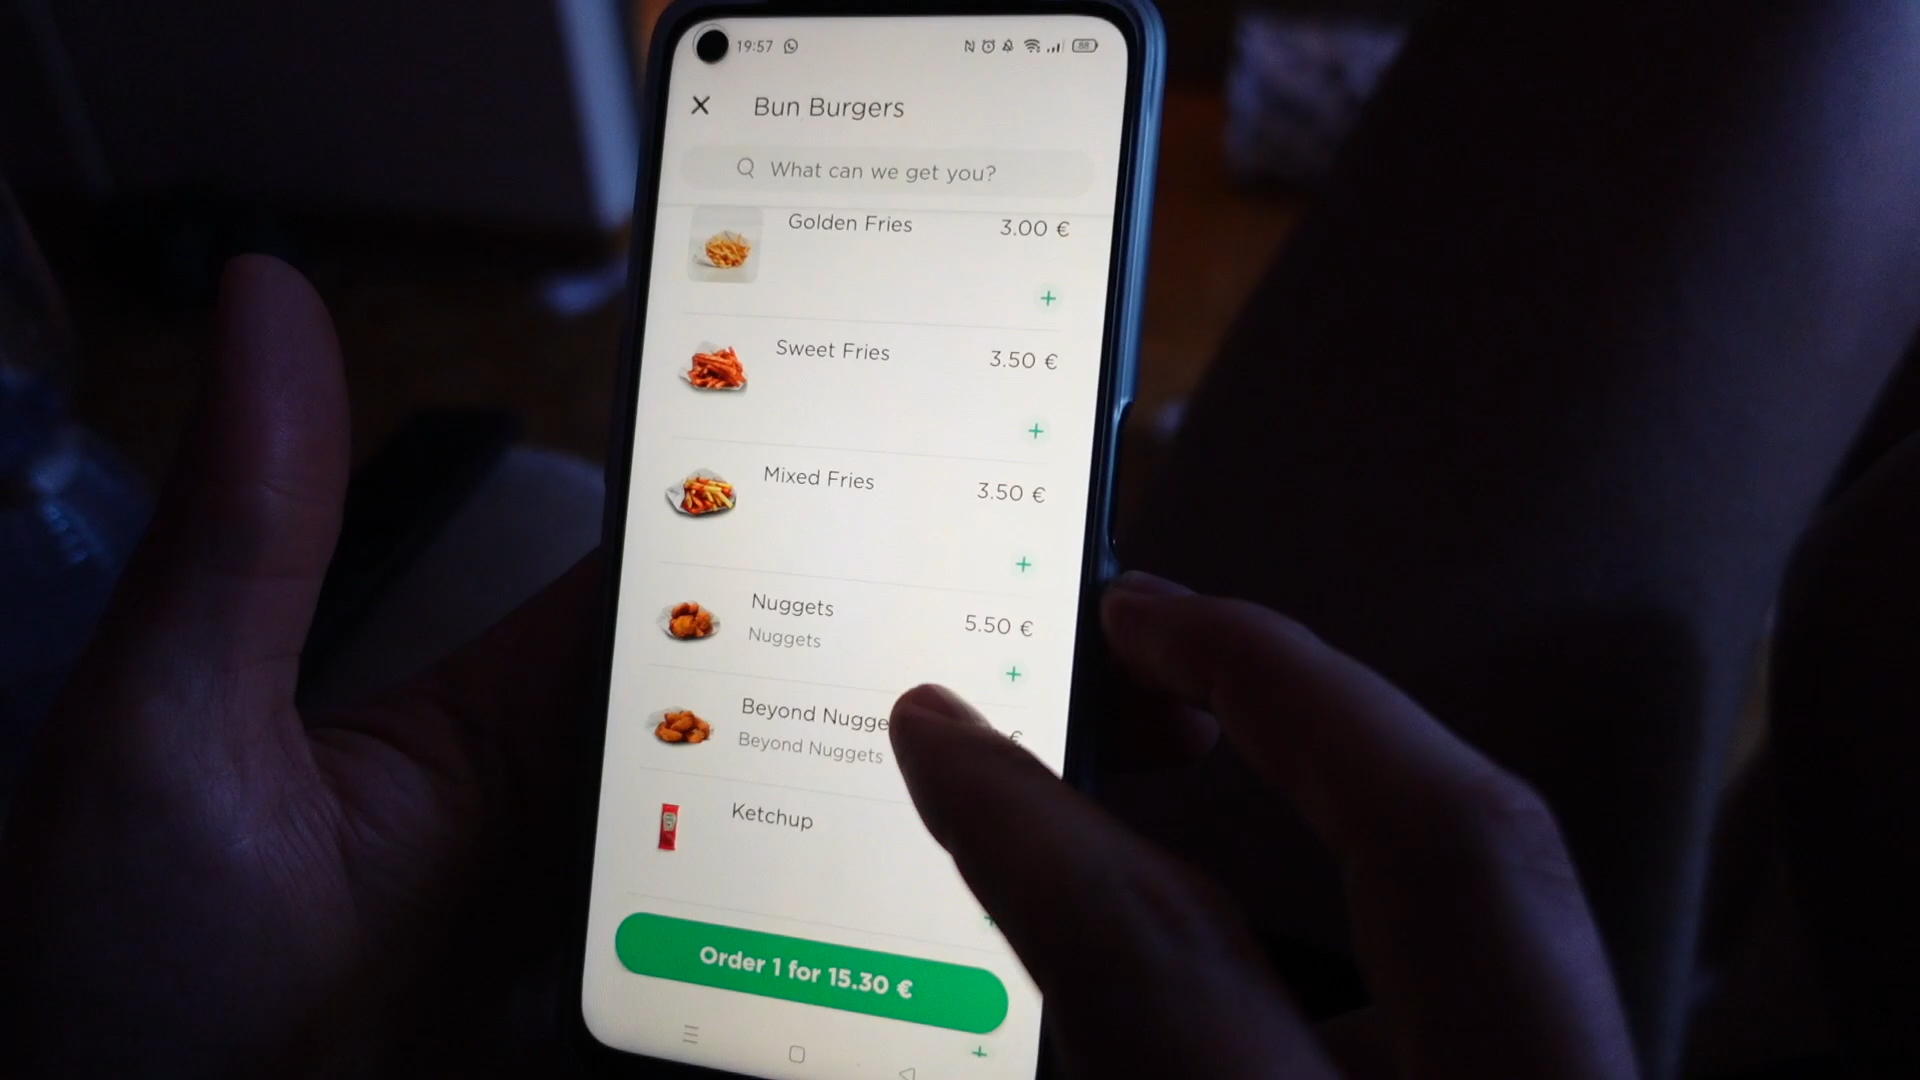 19:57
88
Bun Burgers
What can we get you?
Golden Fries 3.00 €
Sweet Fries 3.50 €
Mixed Fries 3.50 €
Nuggets 5.50 €
Nuggets
Beyond €
Beyond Nuggets
Ketchup
Order 1 for 15.30 €